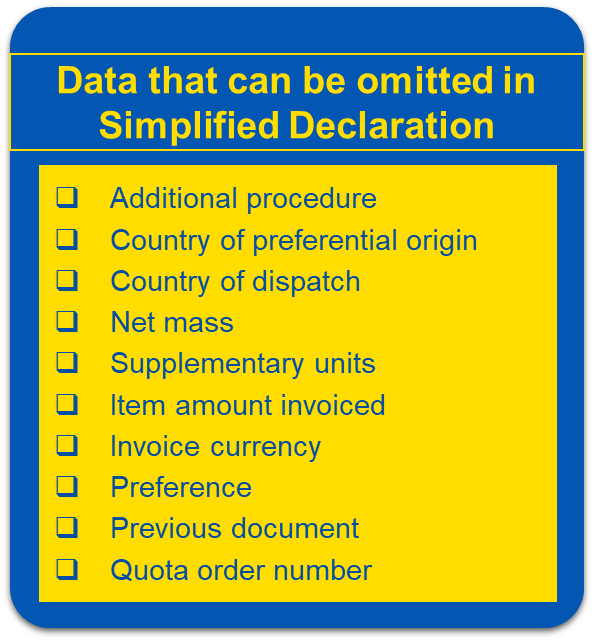 Data that can be omitted in
Simplified Declaration
❑ Additional procedure
❑ Country of preferential origin
❑ Country of dispatch
❑ Net mass
❑ Supplementary units
❑ Item amount invoiced
❑ Invoice currency
❑ Preference
❑ Previous document
❑ Quota order number